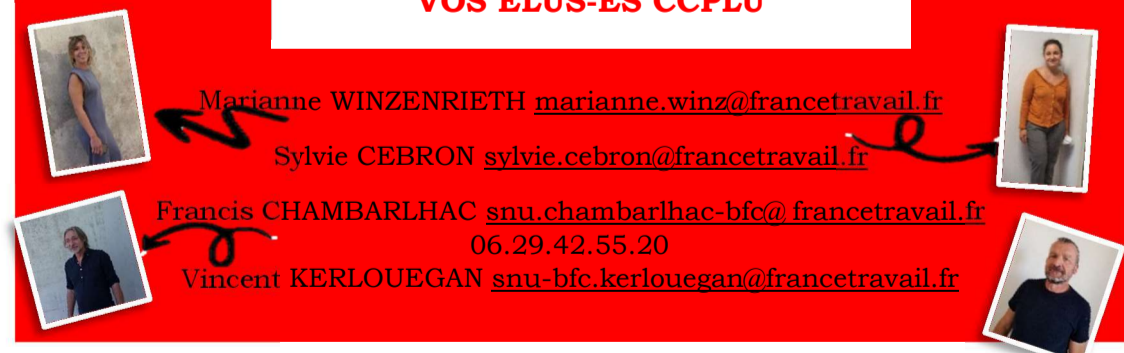 VOS ELUS-ES CCPLU
Marianne WINZENRIETH marianne.winz@francetravail.fr
Sylvie CEBRON sylvie.cebron@francetravail.fr
Francis CHAMBARLHAC snu.chambarlhac-bfc@ francetravail.fr
06.29.42.55.20
Vincent KERLOUEGAN snu-bfc.kerlouegan@francetravail.fr